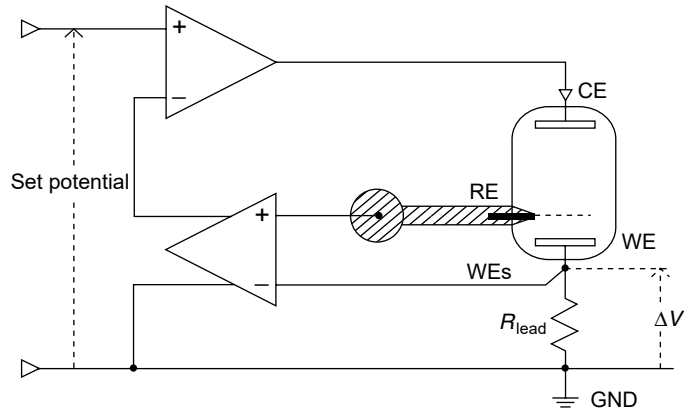 +
−
CE
Set potential
RE
+
WE
WEs
−
R_lead
ΔV
GND